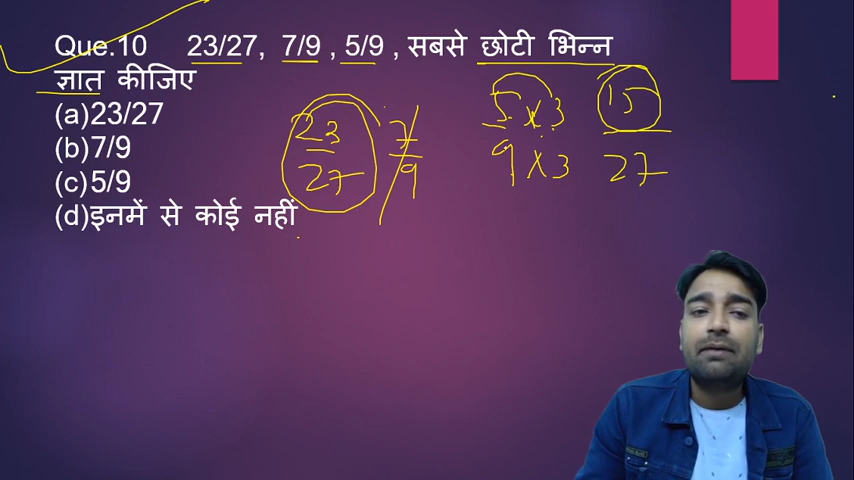 Que.10 23/27, 7/9 , 5/9 , सबसे छोटी भिन्न
ज्ञात कीजिए
(a)23/27
(b)7/9
(c)5/9
(d)इनमें से कोई नहीं
23 7 5 x 3 15
27 9 9 x 3 27